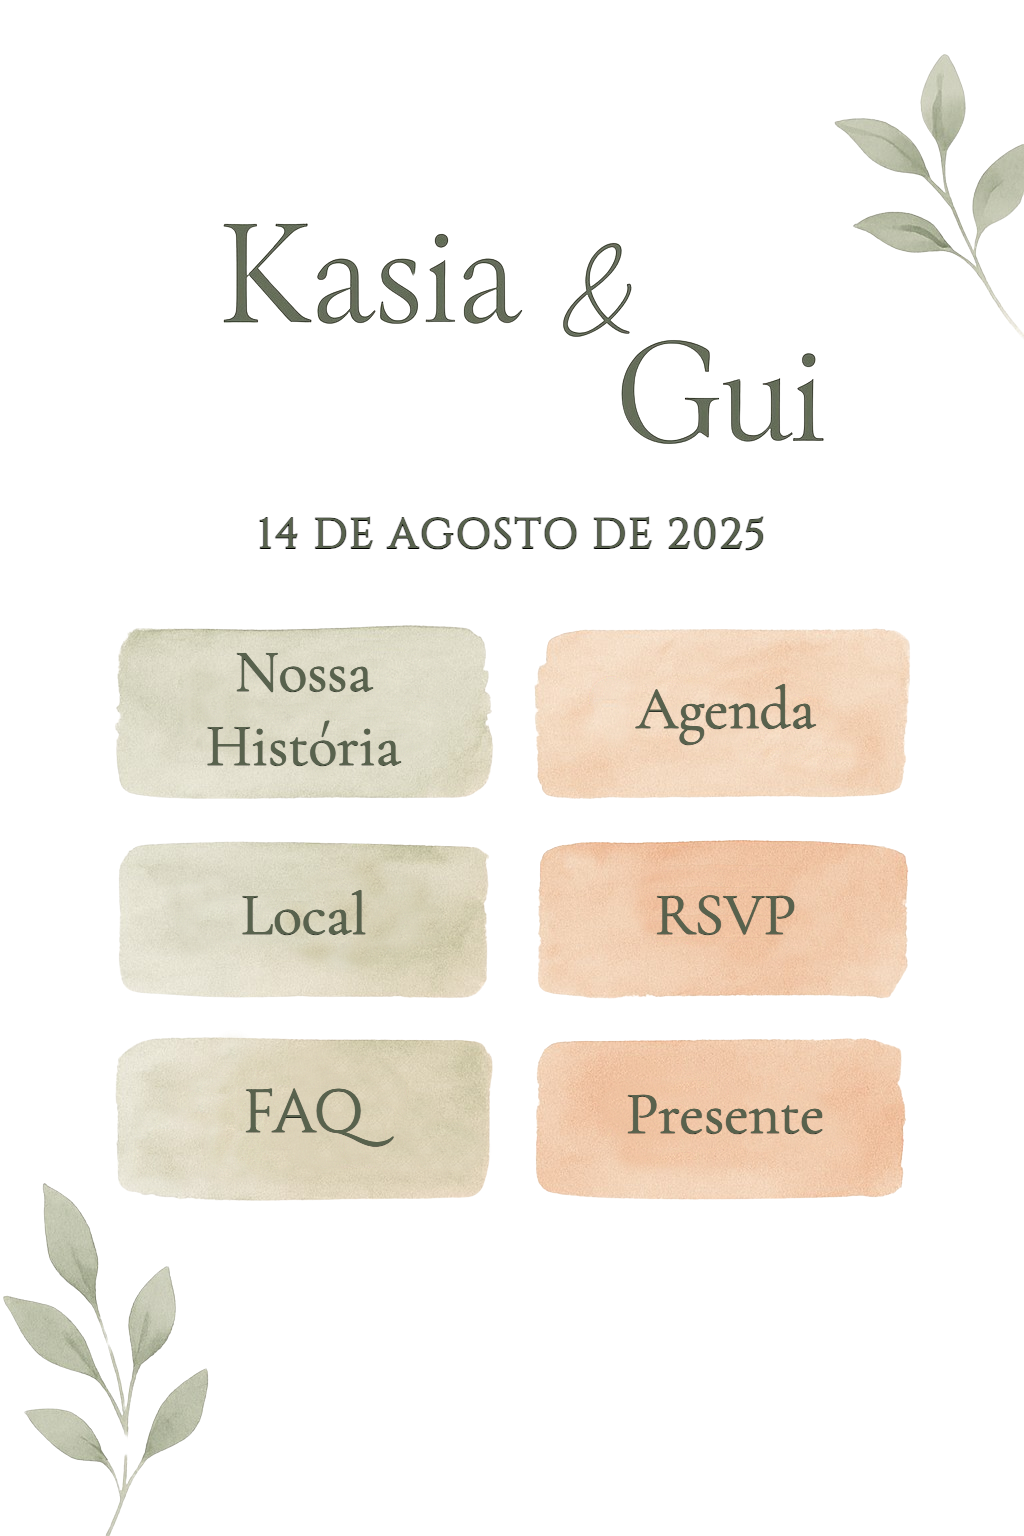 Kasia &
Gui
14 DE AGOSTO DE 2025
Nossa
História
Agenda
Local
RSVP
FAQ
Presente